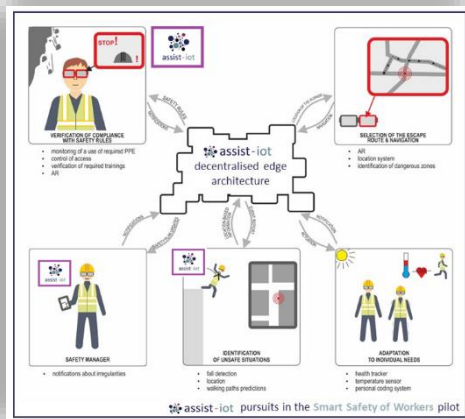 STOP!
!
assist-iot
VERIFICATION OF COMPLIANCE
WITH SAFETY RULES
• monitoring of a use of required PPE
• control of access
• verification of required trainings
• AR
SAFETY RULES
SELECTION OF THE ESCAPE
ROUTE & NAVIGATION
• AR
• location system
• identification of dangerous zones
NAVIGATION
assist-iot
decentralised edge
architecture
assist-iot
SAFETY MANAGER
• notifications about irregularities
assist-iot
IDENTIFICATION
OF UNSAFE SITUATIONS
• fall detection
• location
• walking paths predictions
ADAPTATION
TO INDIVIDUAL NEEDS
• health tracker
• temperature sensor
• personal coding system
assist-iot pursuits in the Smart Safety of Workers pilot